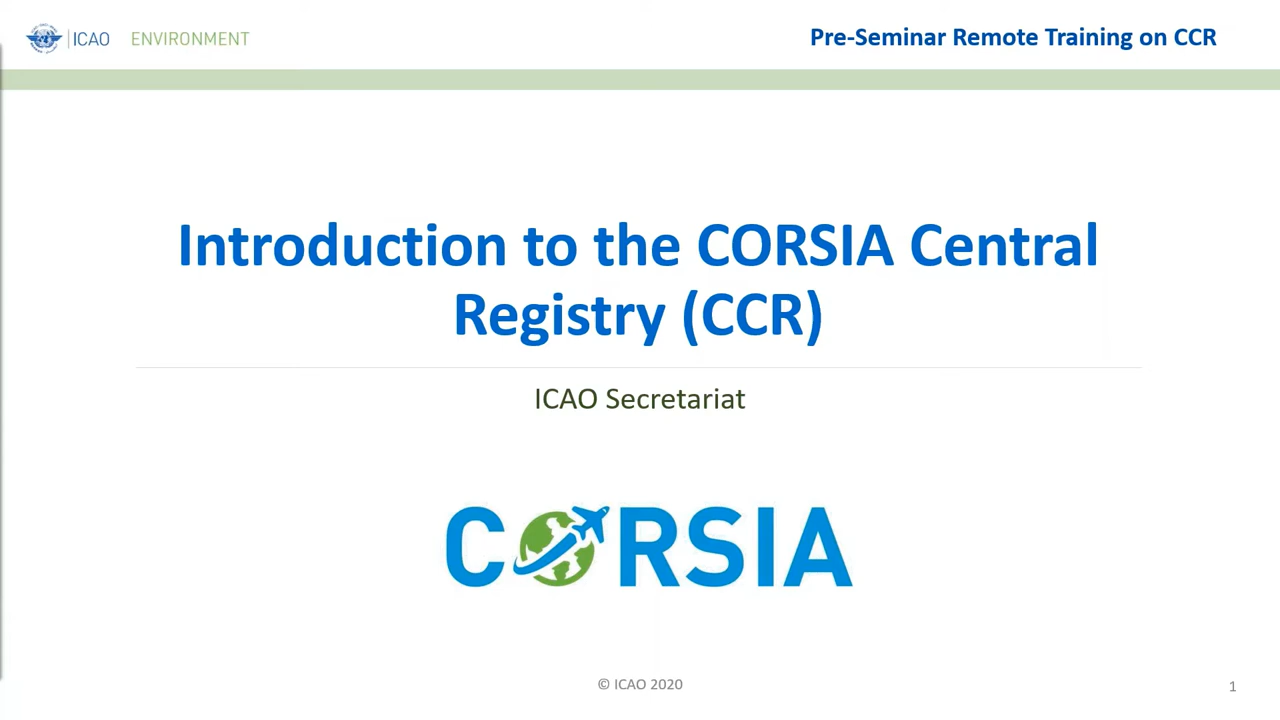 ICAO ENVIRONMENT
Pre-Seminar Remote Training on CCR
Introduction to the CORSIA Central
Registry (CCR)
ICAO Secretariat
CORSIA
© ICAO 2020
1